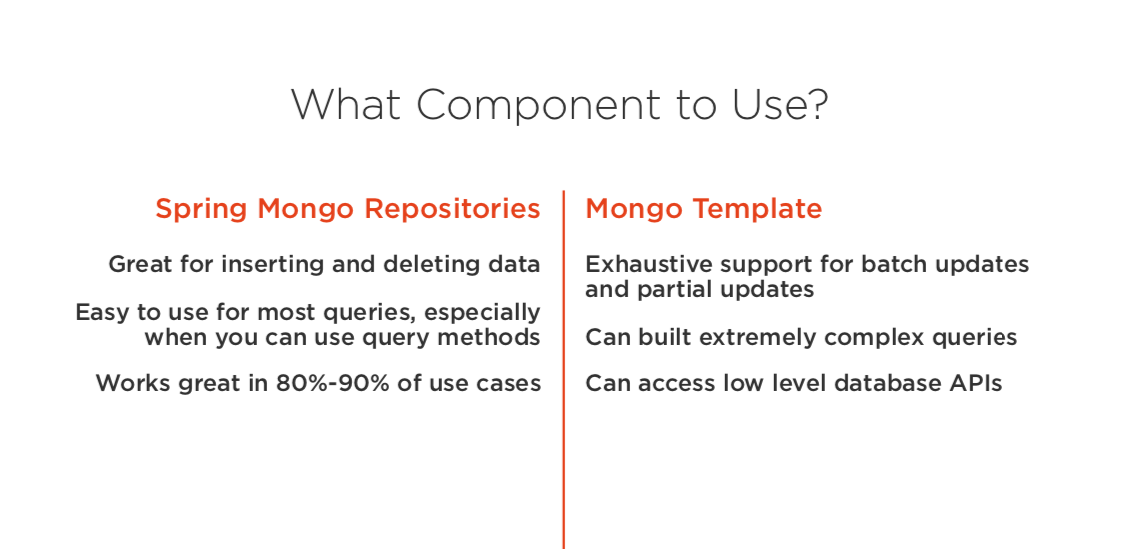 What Component to Use?
Spring Mongo Repositories
Great for inserting and deleting data
Easy to use for most queries, especially
when you can use query methods
Works great in 80%-90% of use cases
Mongo Template
Exhaustive support for batch updates
and partial updates
Can built extremely complex queries
Can access low level database APIs